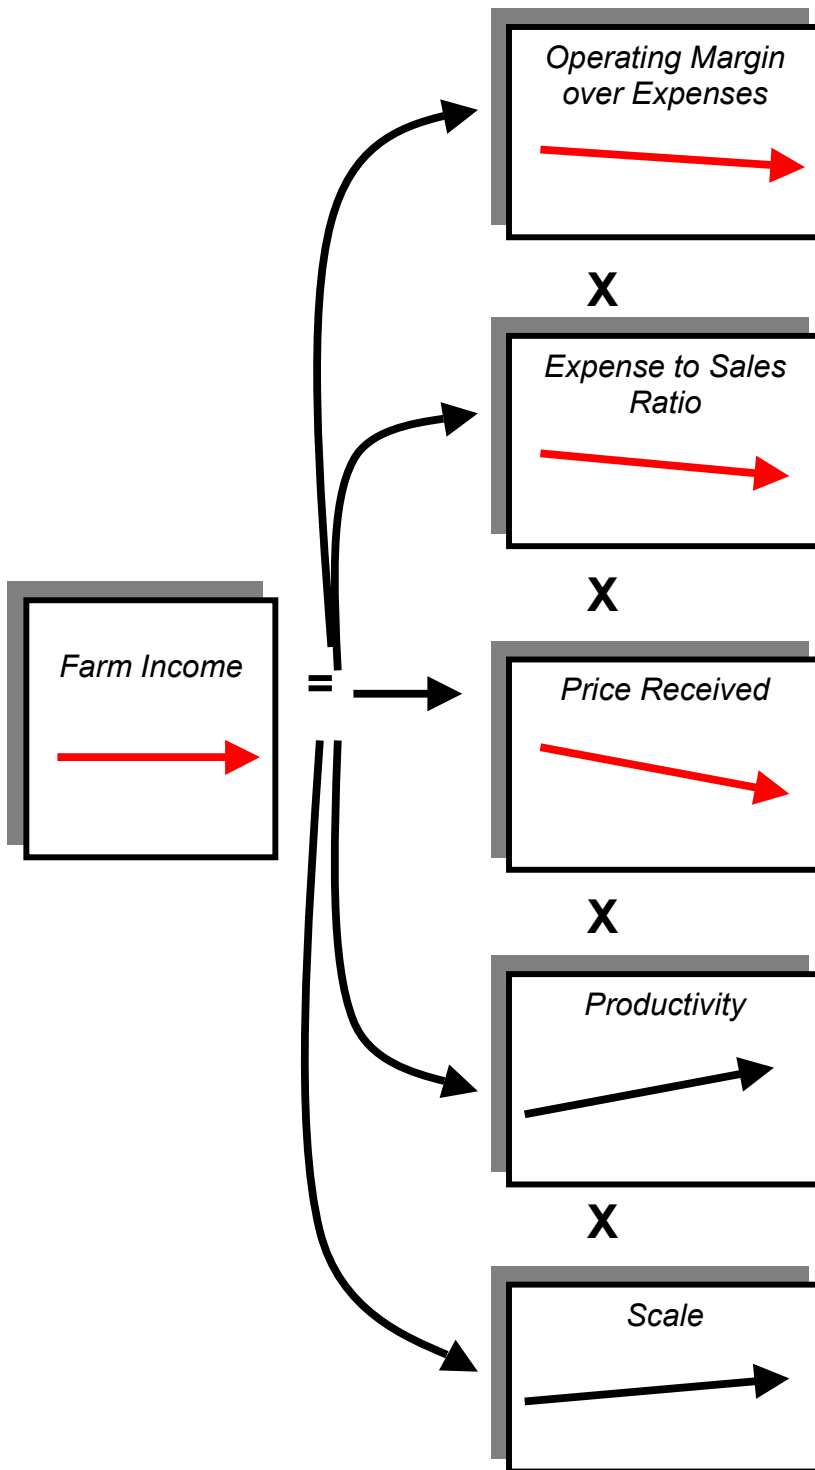 Operating Margin
over Expenses
X
Expense to Sales
Ratio
X
Farm Income
=
Price Received
X
Productivity
X
Scale